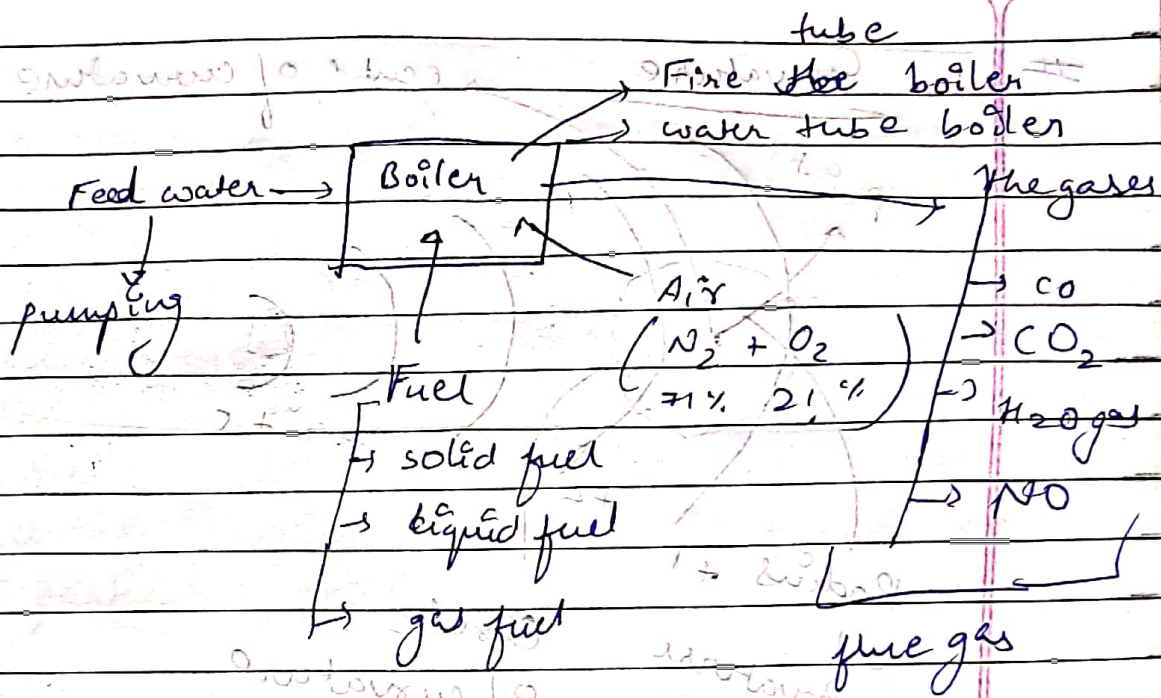 tube
Fire boiler
water tube boiler
Feed water → Boiler
The gases
pumping
Air
(N2 + O2)
71% 21%
CO
CO2
H2O gas
NO
Fuel
solid fuel
liquid fuel
gas fuel
flue gas